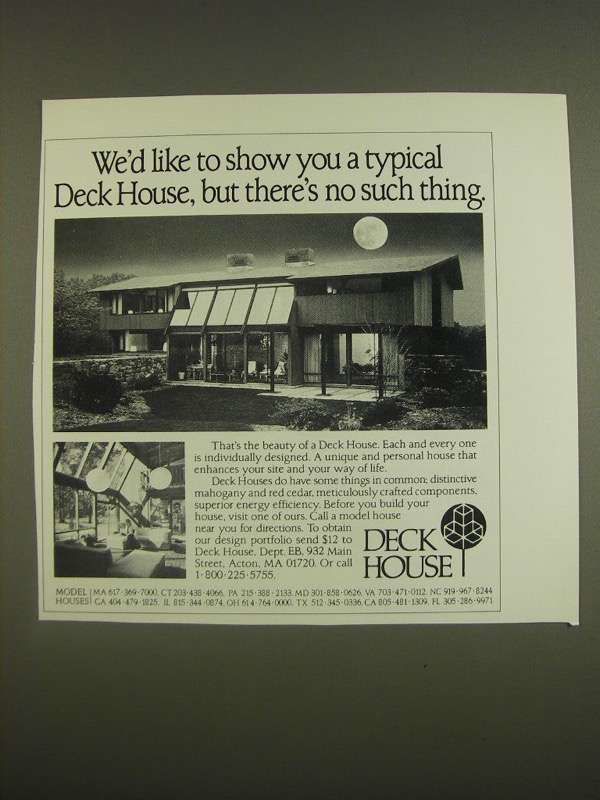 We'd like to show you a typical
Deck House, but there's no such thing.
That's the beauty of a Deck House. Each and every one
is individually designed. A unique and personal house that
enhances your site and your way of life.
Deck Houses do have some things in common: distinctive
mahogany and red cedar, meticulously crafted components,
superior energy efficiency. Before you build your
house, visit one of ours. Call a model house
near you for directions. To obtain
our design portfolio send $12 to
Deck House, Dept. EB, 932 Main
Street, Acton, MA 01720. Or call
1·800·225·5755.
DECK
HOUSE
MODEL MA 617·369·7000, CT 203·438·4066, PA 215·388·2133, MD 301·858·0626, VA 703·471·0112, NC 919·967·8244
HOUSES GA 404·479·1825, IL 815·344·0874, OH 614·764·0000, TX 512·345·0336, CA 805·481·1309, FL 305·286·9971